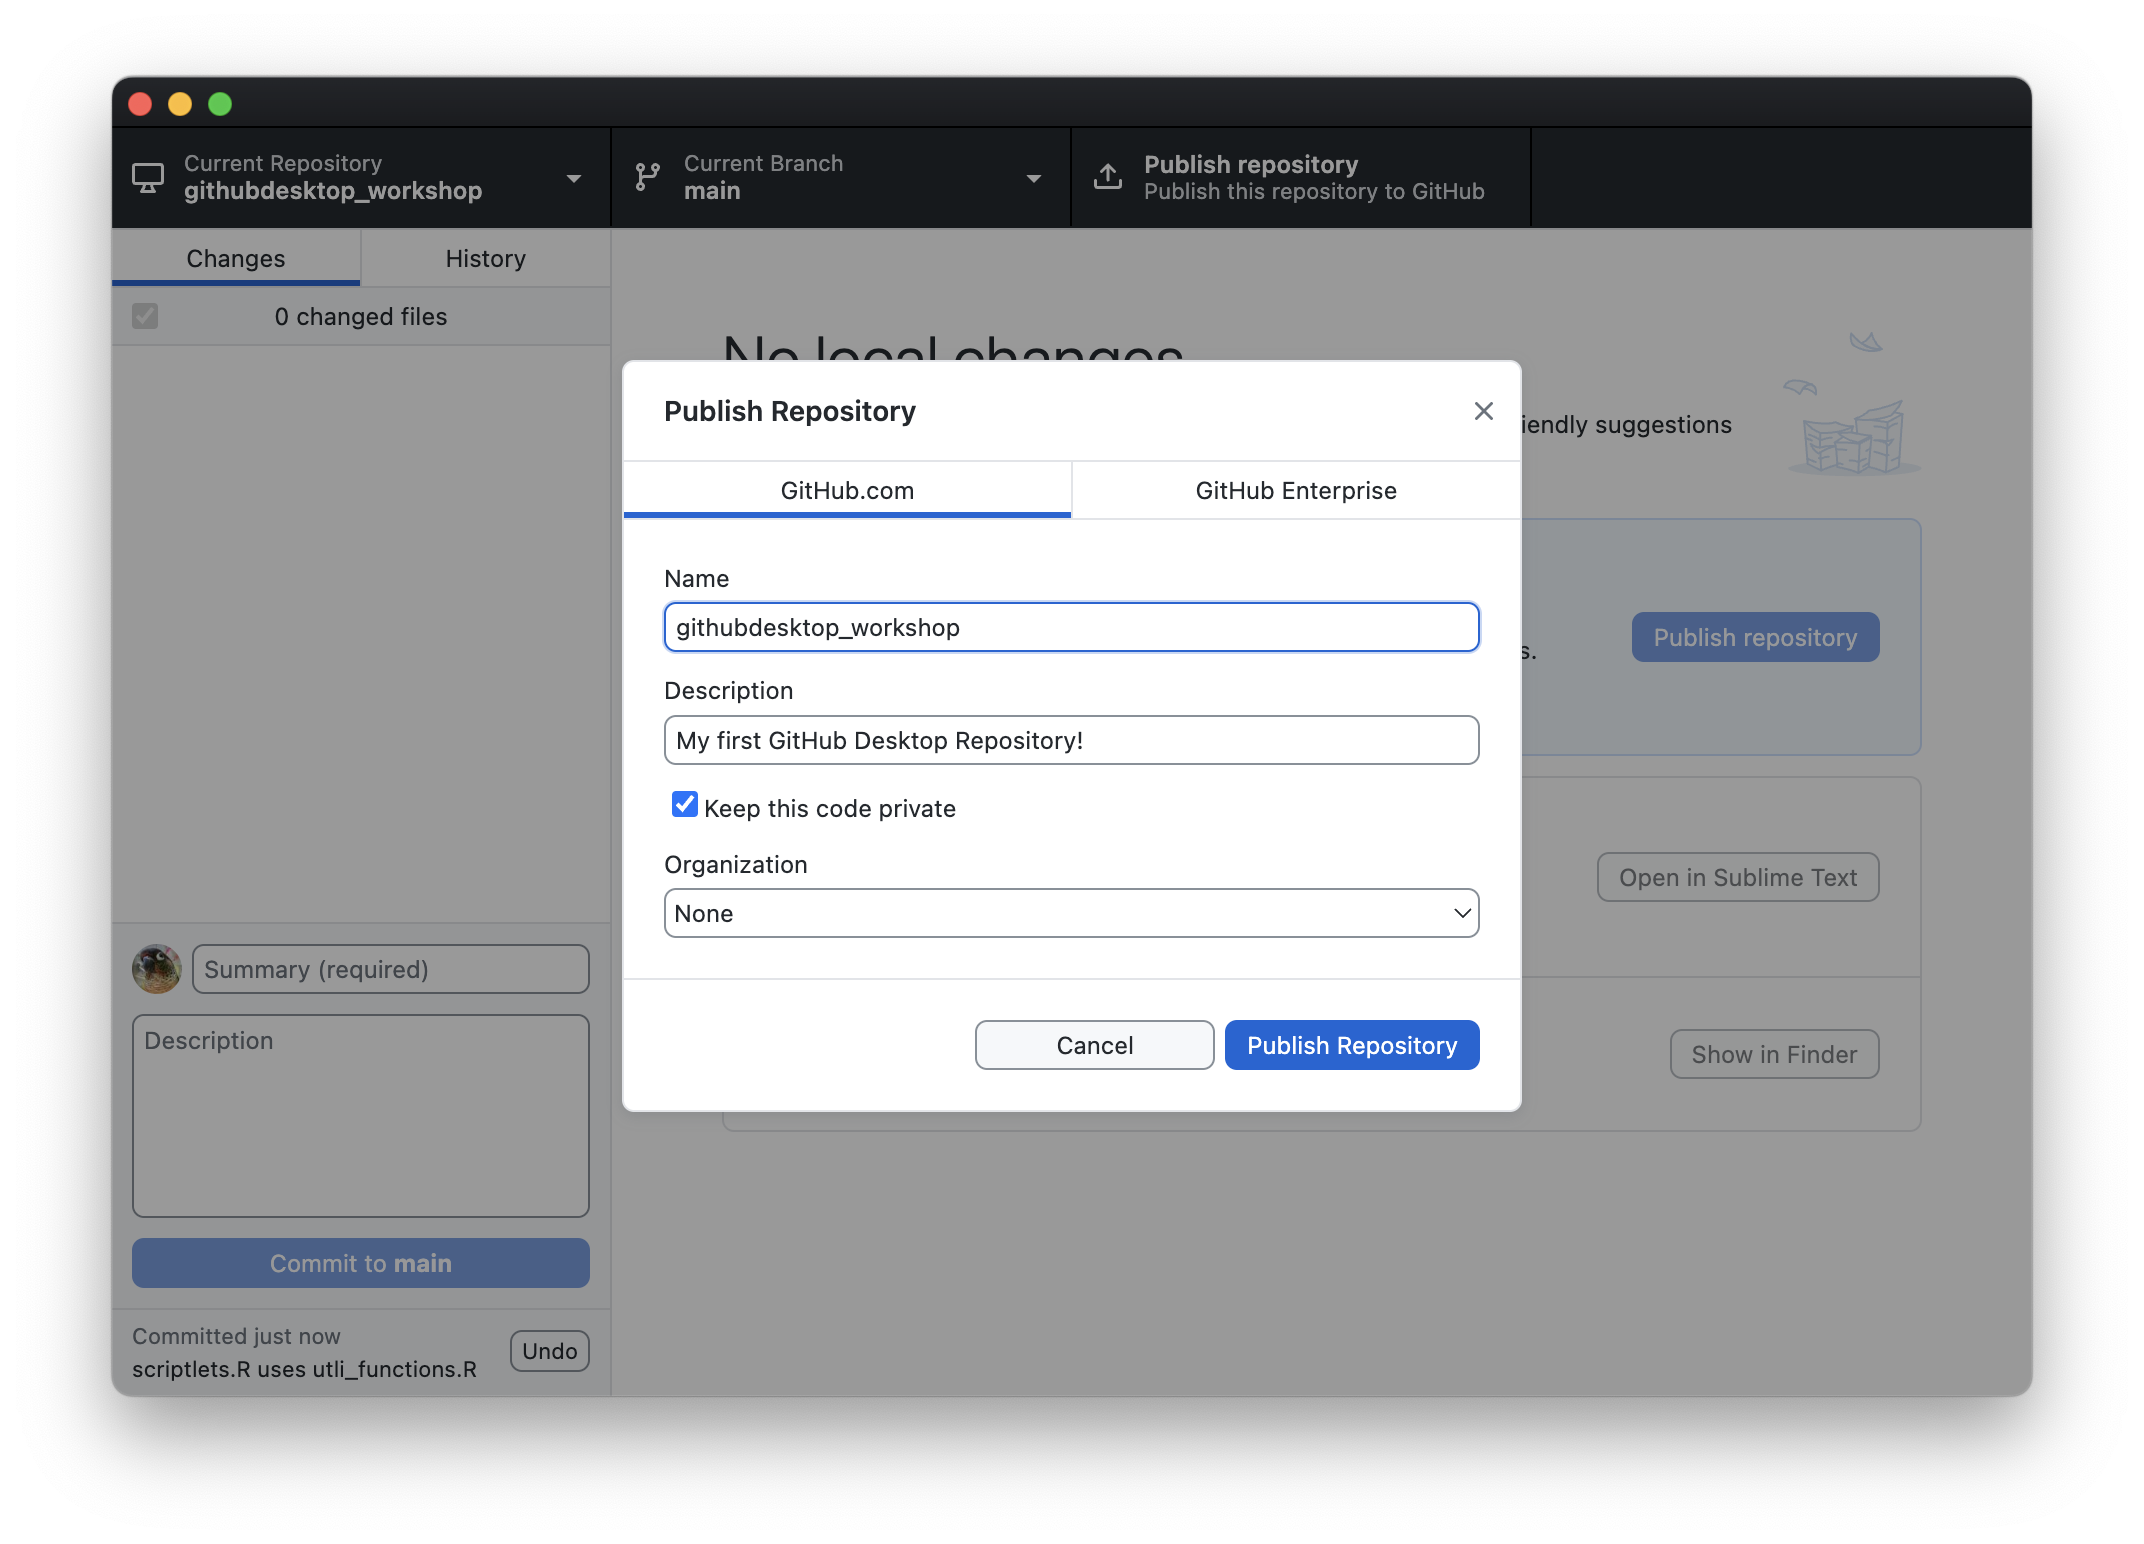 Current Repository
githubdesktop_workshop
Current Branch
main
Publish repository
Publish this repository to GitHub
Changes
History
0 changed files
No local changes
iendly suggestions
s.
Publish repository
Open in Sublime Text
Show in Finder
Publish Repository
GitHub.com
GitHub Enterprise
Name
githubdesktop_workshop
Description
My first GitHub Desktop Repository!
Keep this code private
Organization
None
Cancel
Publish Repository
Summary (required)
Description
Commit to main
Committed just now
scriptlets.R uses utli_functions.R
Undo